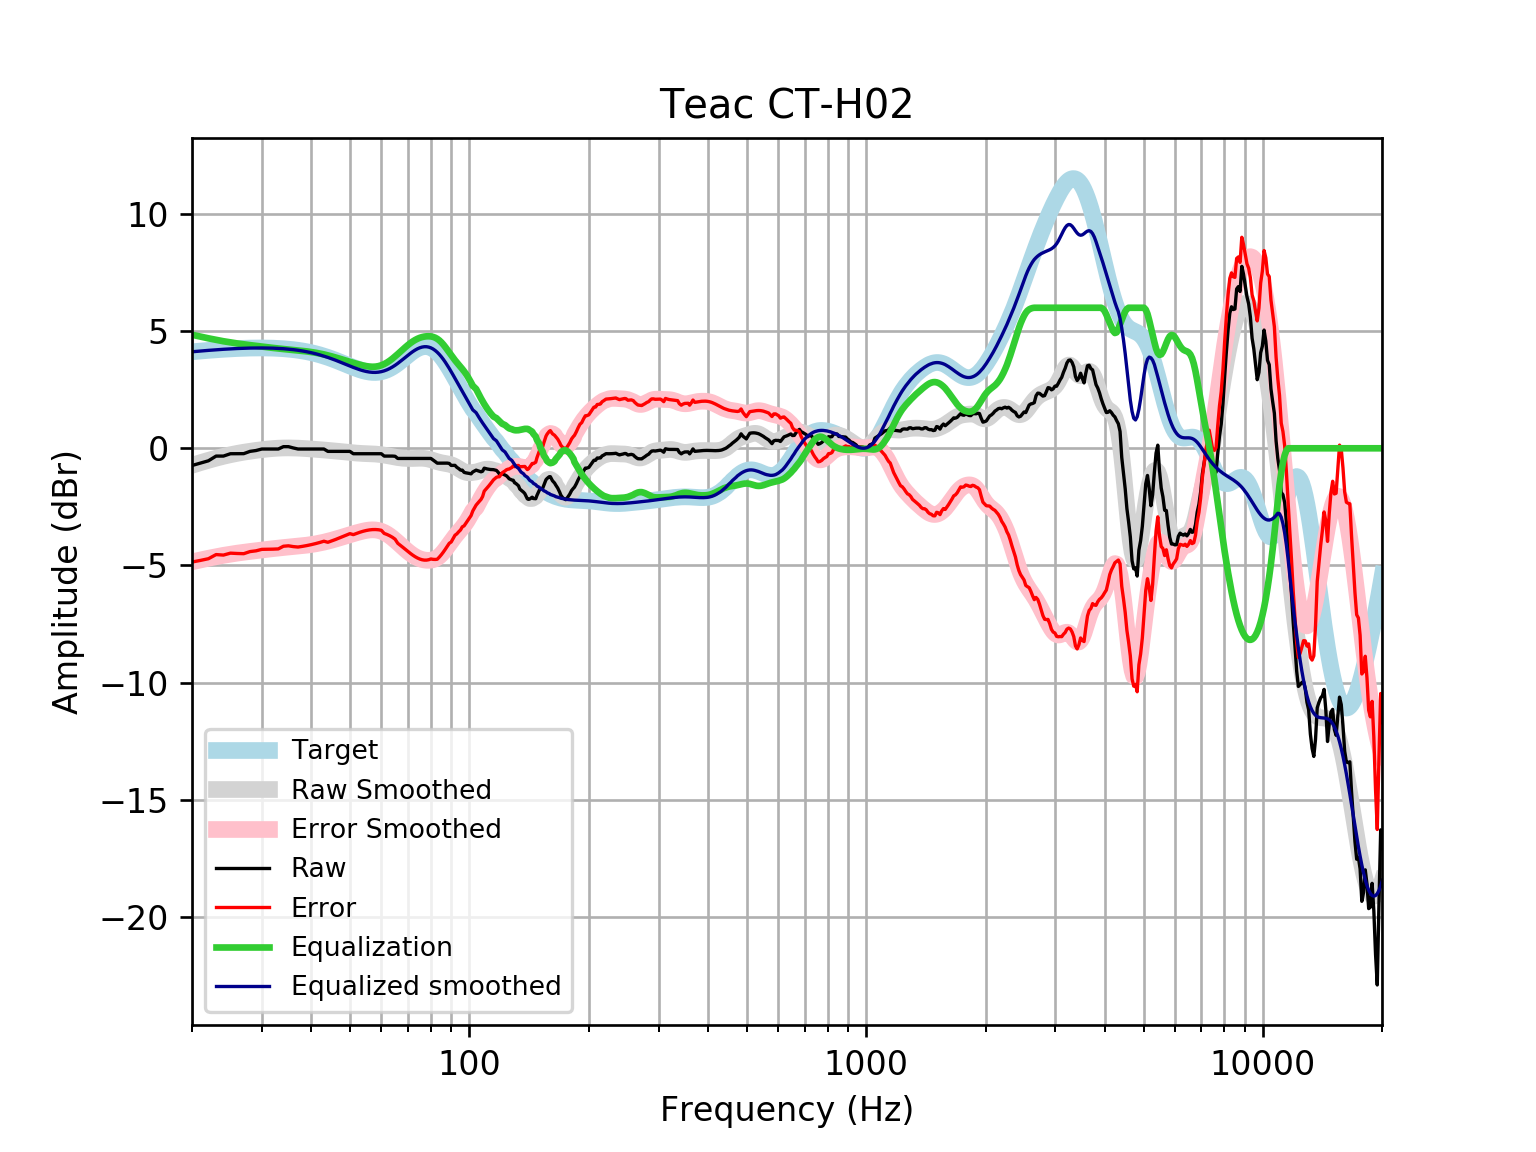 Teac CT-H02
10
5
0
−5
−10
−15
−20
Amplitude (dBr)
Target
Raw Smoothed
Error Smoothed
Raw
Error
Equalization
Equalized smoothed
100 1000 10000
Frequency (Hz)